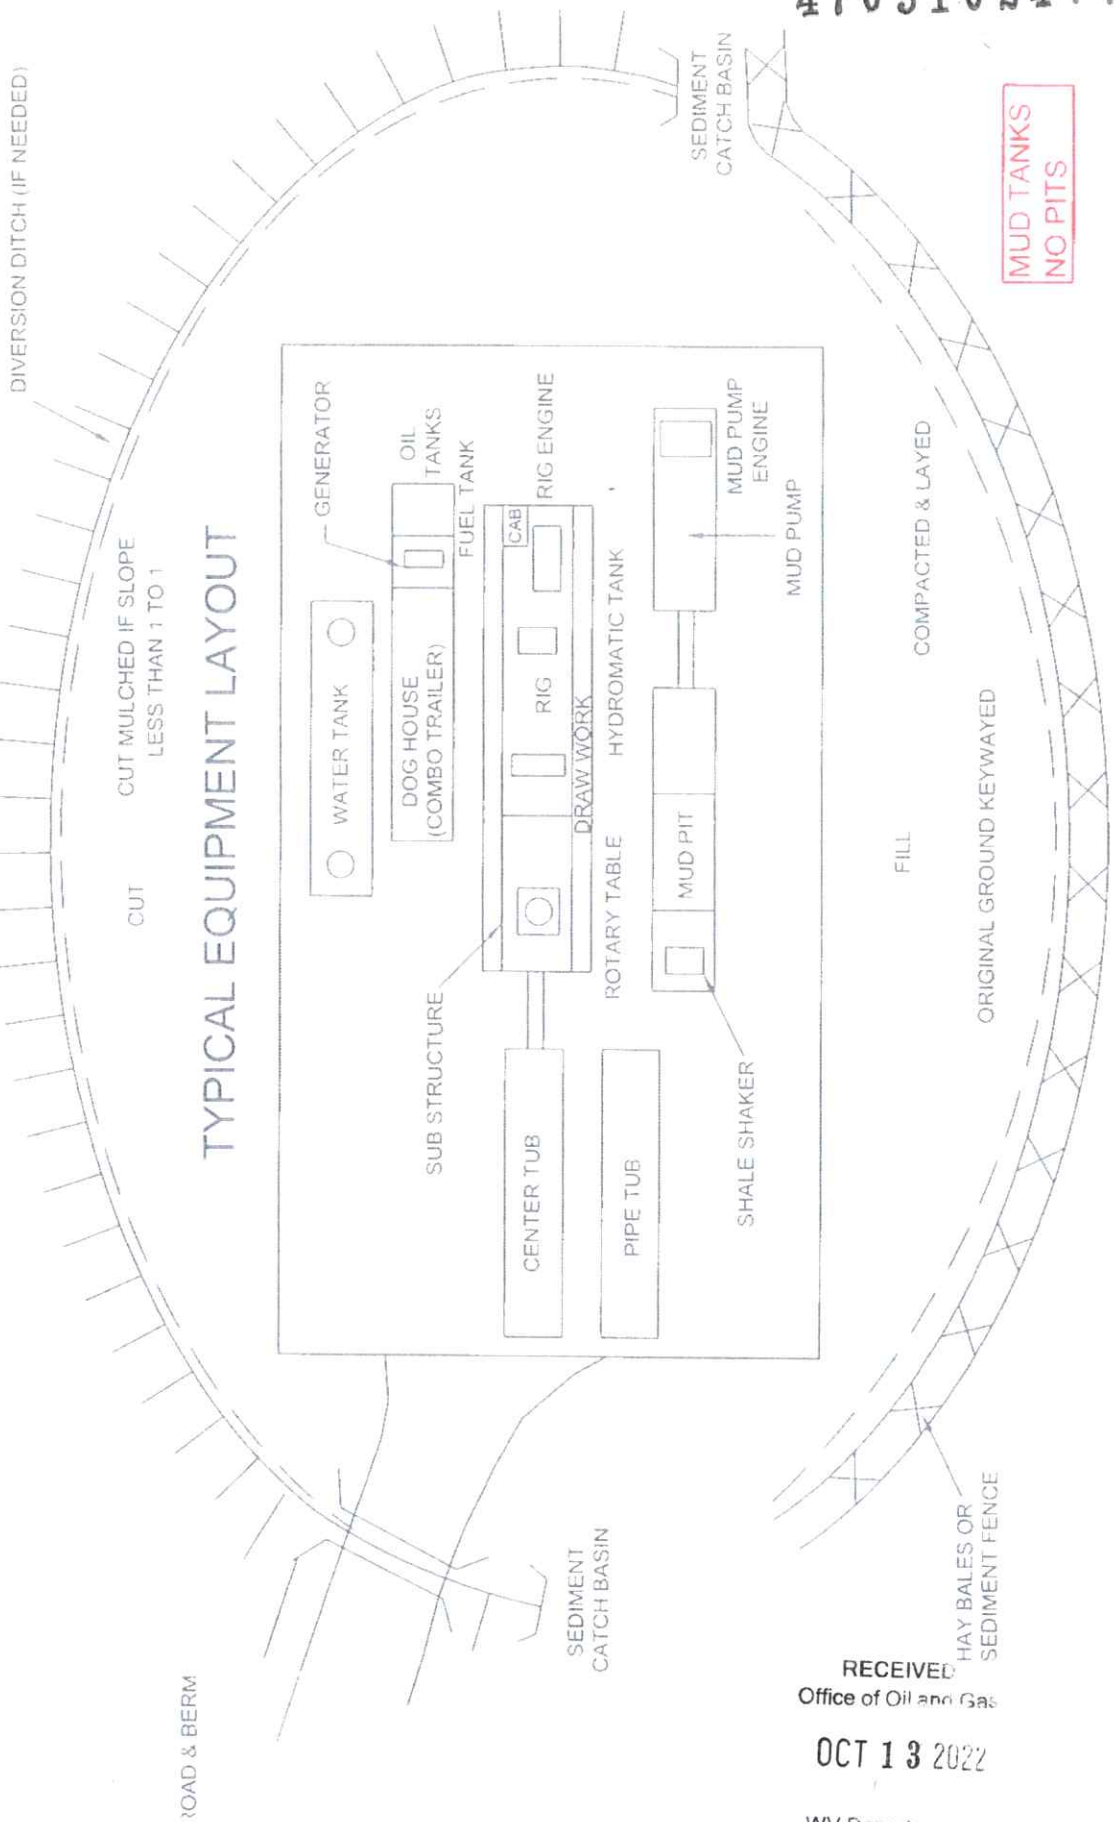 DIVERSION DITCH (IF NEEDED)
CUT MULCHED IF SLOPE
LESS THAN 1 TO 1
CUT
TYPICAL EQUIPMENT LAYOUT
ROAD & BERM
GENERATOR
WATER TANK
OIL
TANKS
DOG HOUSE
(COMBO TRAILER)
FUEL TANK
SUB STRUCTURE
CAB
RIG ENGINE
RIG
DRAW WORK
CENTER TUB
HYDROMATIC TANK
ROTARY TABLE
PIPE TUB
MUD PIT
MUD PUMP
ENGINE
MUD PUMP
SHALE SHAKER
SEDIMENT
CATCH BASIN
SEDIMENT
CATCH BASIN
COMPACTED & LAYED
FILL
ORIGINAL GROUND KEYWAYED
HAY BALES OR
SEDIMENT FENCE
MUD TANKS
NO PITS
RECEIVED
Office of Oil and Gas
OCT 13 2022
WV